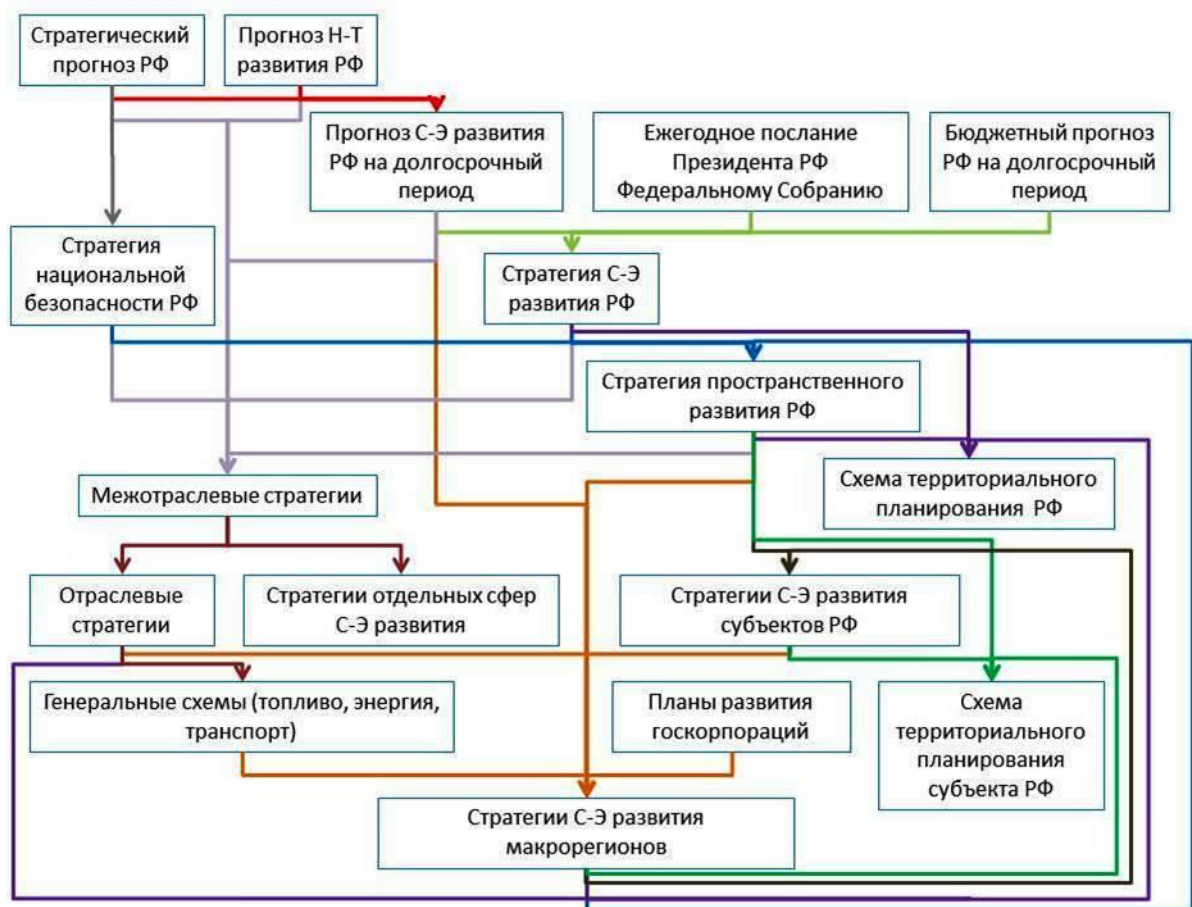 Стратегический
прогноз РФ
Прогноз Н-Т
развития РФ
Прогноз С-Э развития
РФ на долгосрочный
период
Ежегодное послание
Президента РФ
Федеральному Собранию
Бюджетный прогноз
РФ на долгосрочный
период
Стратегия
национальной
безопасности РФ
Стратегия С-Э
развития РФ
Стратегия пространственного
развития РФ
Межотраслевые стратегии
Схема территориального
планирования РФ
Отраслевые
стратегии
Стратегии отдельных сфер
С-Э развития
Стратегии С-Э развития
субъектов РФ
Генеральные схемы (топливо, энергия,
транспорт)
Планы развития
госкорпораций
Схема
территориального
планирования
субъекта РФ
Стратегии С-Э развития
макрорегионов